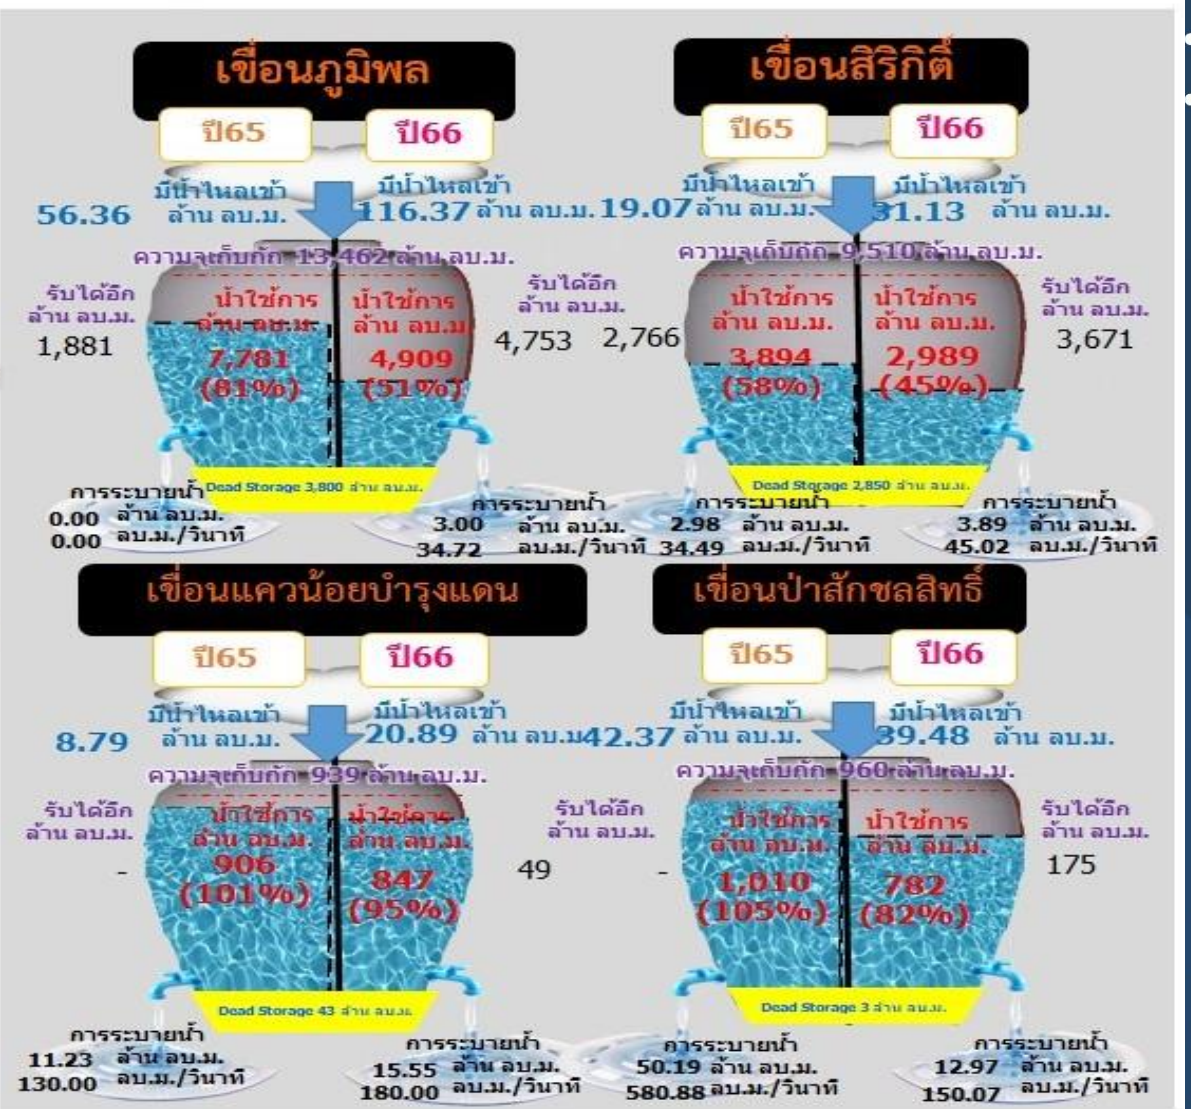 เขื่อนภูมิพล
ปี65 ปี66
มีน้ำไหลเข้า มีน้ำไหลเข้า
56.36 ล้าน ลบ.ม. 116.37 ล้าน ลบ.ม.
ความจุเก็บกัก 13,462 ล้าน ลบ.ม.
รับได้อีก น้ำใช้การ น้ำใช้การ รับได้อีก
ล้าน ลบ.ม. ล้าน ลบ.ม. ล้าน ลบ.ม ล้าน ลบ.ม.
1,881 7,781 4,909 4,753
(81%) (51%)
Dead Storage 3,800 ล้าน ลบ.ม.
การระบายน้ำ การระบายน้ำ
0.00 ล้าน ลบ.ม. 3.00 ล้าน ลบ.ม.
0.00 ลบ.ม./วินาที 34.72 ลบ.ม./วินาที
เขื่อนสิริกิติ์
ปี65 ปี66
มีน้ำไหลเข้า มีน้ำไหลเข้า
19.07 ล้าน ลบ.ม. 31.13 ล้าน ลบ.ม.
ความจุเก็บกัก 9,510 ล้าน ลบ.ม.
น้ำใช้การ น้ำใช้การ รับได้อีก
ล้าน ลบ.ม. ล้าน ลบ.ม. ล้าน ลบ.ม.
2,766 3,894 2,989 3,671
(58%) (45%)
Dead Storage 2,850 ล้าน ลบ.ม.
การระบายน้ำ การระบายน้ำ
2.98 ล้าน ลบ.ม. 3.89 ล้าน ลบ.ม.
34.49 ลบ.ม./วินาที 45.02 ลบ.ม./วินาที
เขื่อนแควน้อยบำรุงแดน
ปี65 ปี66
มีน้ำไหลเข้า มีน้ำไหลเข้า
8.79 ล้าน ลบ.ม. 20.89 ล้าน ลบ.ม
ความจุเก็บกัก 939 ล้าน ลบ.ม.
รับได้อีก น้ำใช้การ น้ำใช้การ รับได้อีก
ล้าน ลบ.ม. ล้าน ลบ.ม. ล้าน ลบ.ม. ล้าน ลบ.ม.
- 906 847 49
(101%) (95%)
Dead Storage 43 ล้าน ลบ.ม.
การระบายน้ำ การระบายน้ำ
11.23 ล้าน ลบ.ม. 15.55 ล้าน ลบ.ม.
130.00 ลบ.ม./วินาที 180.00 ลบ.ม./วินาที
เขื่อนป่าสักชลสิทธิ์
ปี65 ปี66
มีน้ำไหลเข้า มีน้ำไหลเข้า
42.37 ล้าน ลบ.ม. 39.48 ล้าน ลบ.ม.
ความจุเก็บกัก 960 ล้าน ลบ.ม.
น้ำใช้การ น้ำใช้การ รับได้อีก
ล้าน ลบ.ม. ล้าน ลบ.ม. ล้าน ลบ.ม.
- 1,010 782 175
(105%) (82%)
Dead Storage 3 ล้าน ลบ.ม.
การระบายน้ำ การระบายน้ำ
50.19 ล้าน ลบ.ม. 12.97 ล้าน ลบ.ม.
580.88 ลบ.ม./วินาที 150.07 ลบ.ม./วินาที